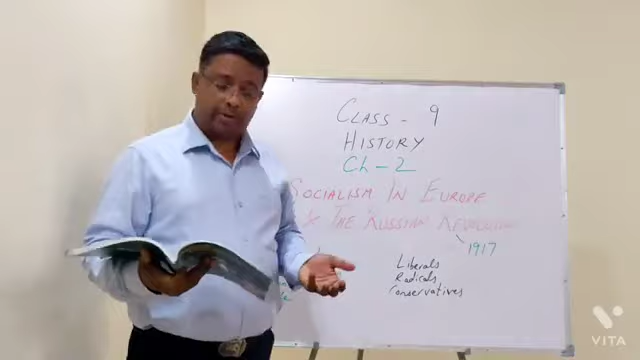 CLASS - 9
HISTORY
Ch - 2
SOCIALISM IN EUROPE
& THE RUSSIAN REVOLUTION
1917
Liberals
Radicals
Conservatives
VITA